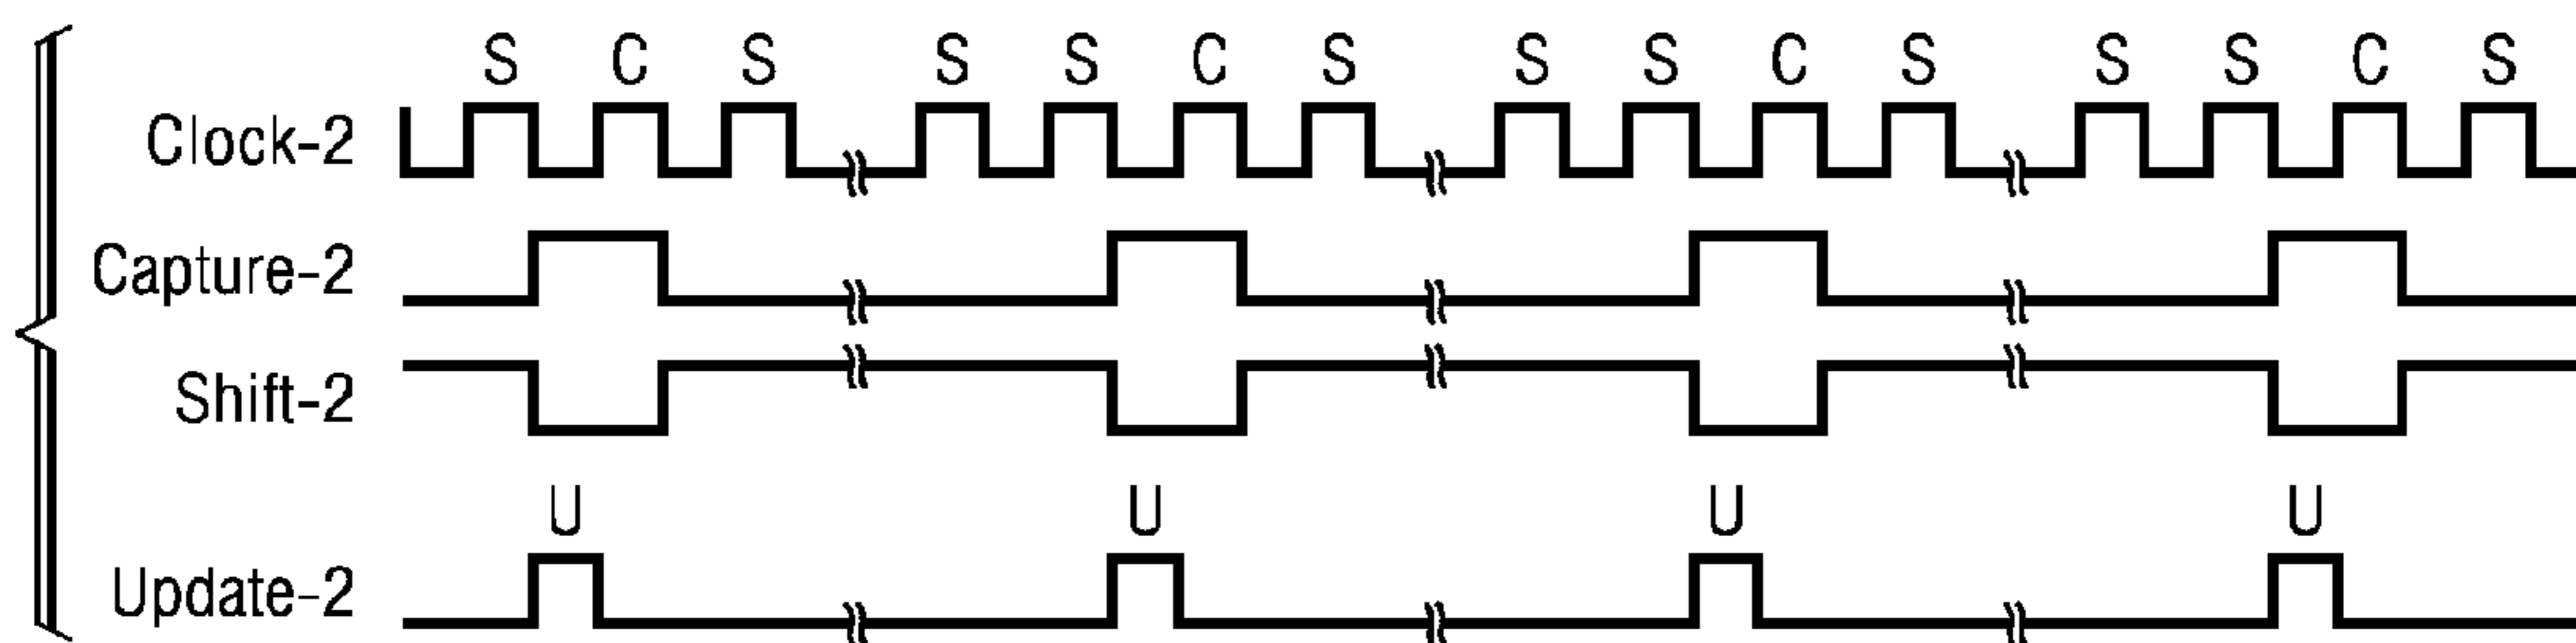 S C S S S C S S S C S S S C S
Clock-2
Capture-2
Shift-2
U U U U
Update-2